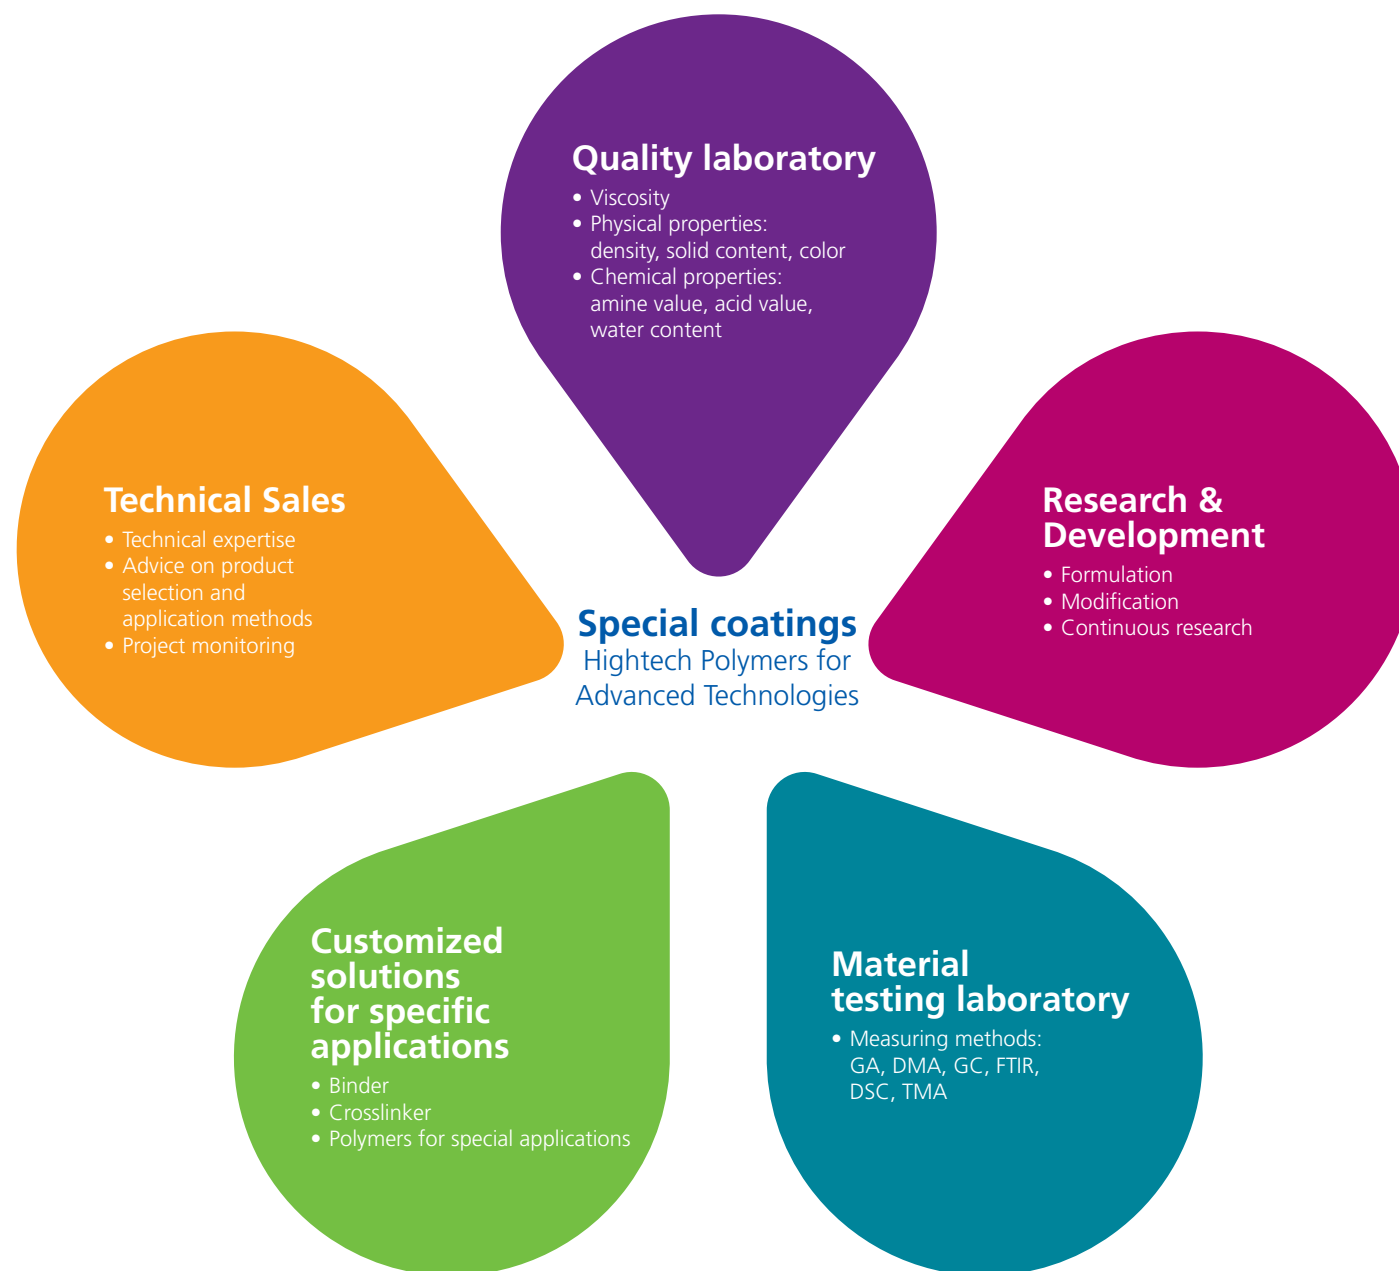 Quality laboratory
• Viscosity
• Physical properties:
density, solid content, color
• Chemical properties:
amine value, acid value,
water content
Technical Sales
• Technical expertise
• Advice on product
selection and
application methods
• Project monitoring
Research &
Development
• Formulation
• Modification
• Continuous research
Special coatings
Hightech Polymers for
Advanced Technologies
Customized
solutions
for specific
applications
• Binder
• Crosslinker
• Polymers for special applications
Material
testing laboratory
• Measuring methods:
GA, DMA, GC, FTIR,
DSC, TMA